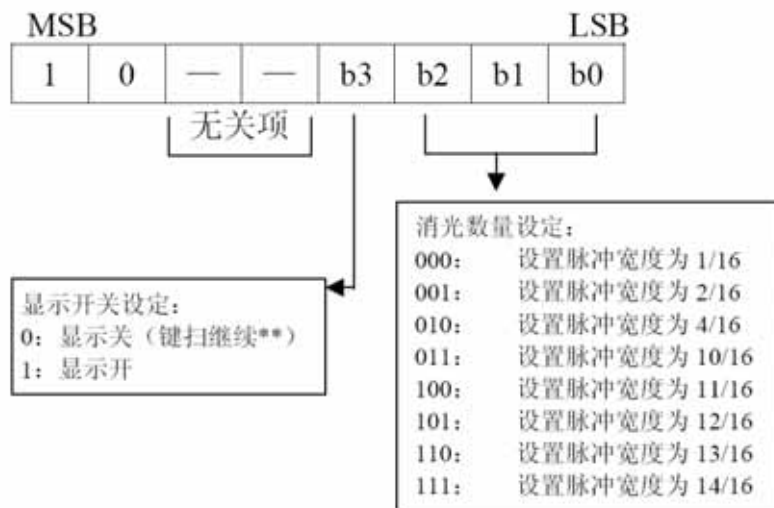 MSB LSB
1 0 — — b3 b2 b1 b0
无关项
消光数量设定：
000： 设置脉冲宽度为 1/16
001： 设置脉冲宽度为 2/16
010： 设置脉冲宽度为 4/16
011： 设置脉冲宽度为 10/16
100： 设置脉冲宽度为 11/16
101： 设置脉冲宽度为 12/16
110： 设置脉冲宽度为 13/16
111： 设置脉冲宽度为 14/16
显示开关设定：
0：显示关（键扫继续**）
1：显示开